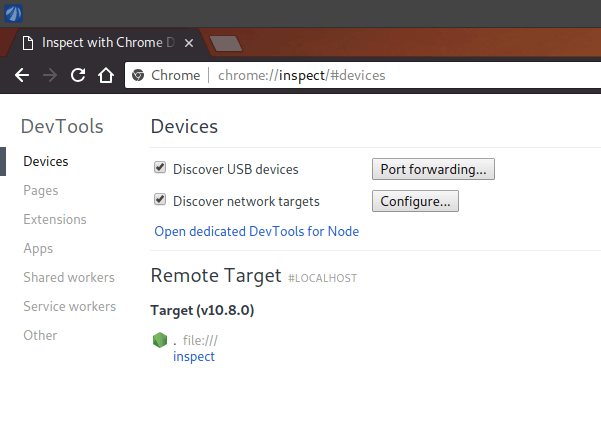 Inspect with Chrome D
Chrome | chrome://inspect/#devices
DevTools
Devices
Pages
Extensions
Apps
Shared workers
Service workers
Other
Devices
Discover USB devices Port forwarding...
Discover network targets Configure...
Open dedicated DevTools for Node
Remote Target #LOCALHOST
Target (v10.8.0)
. file:///
inspect